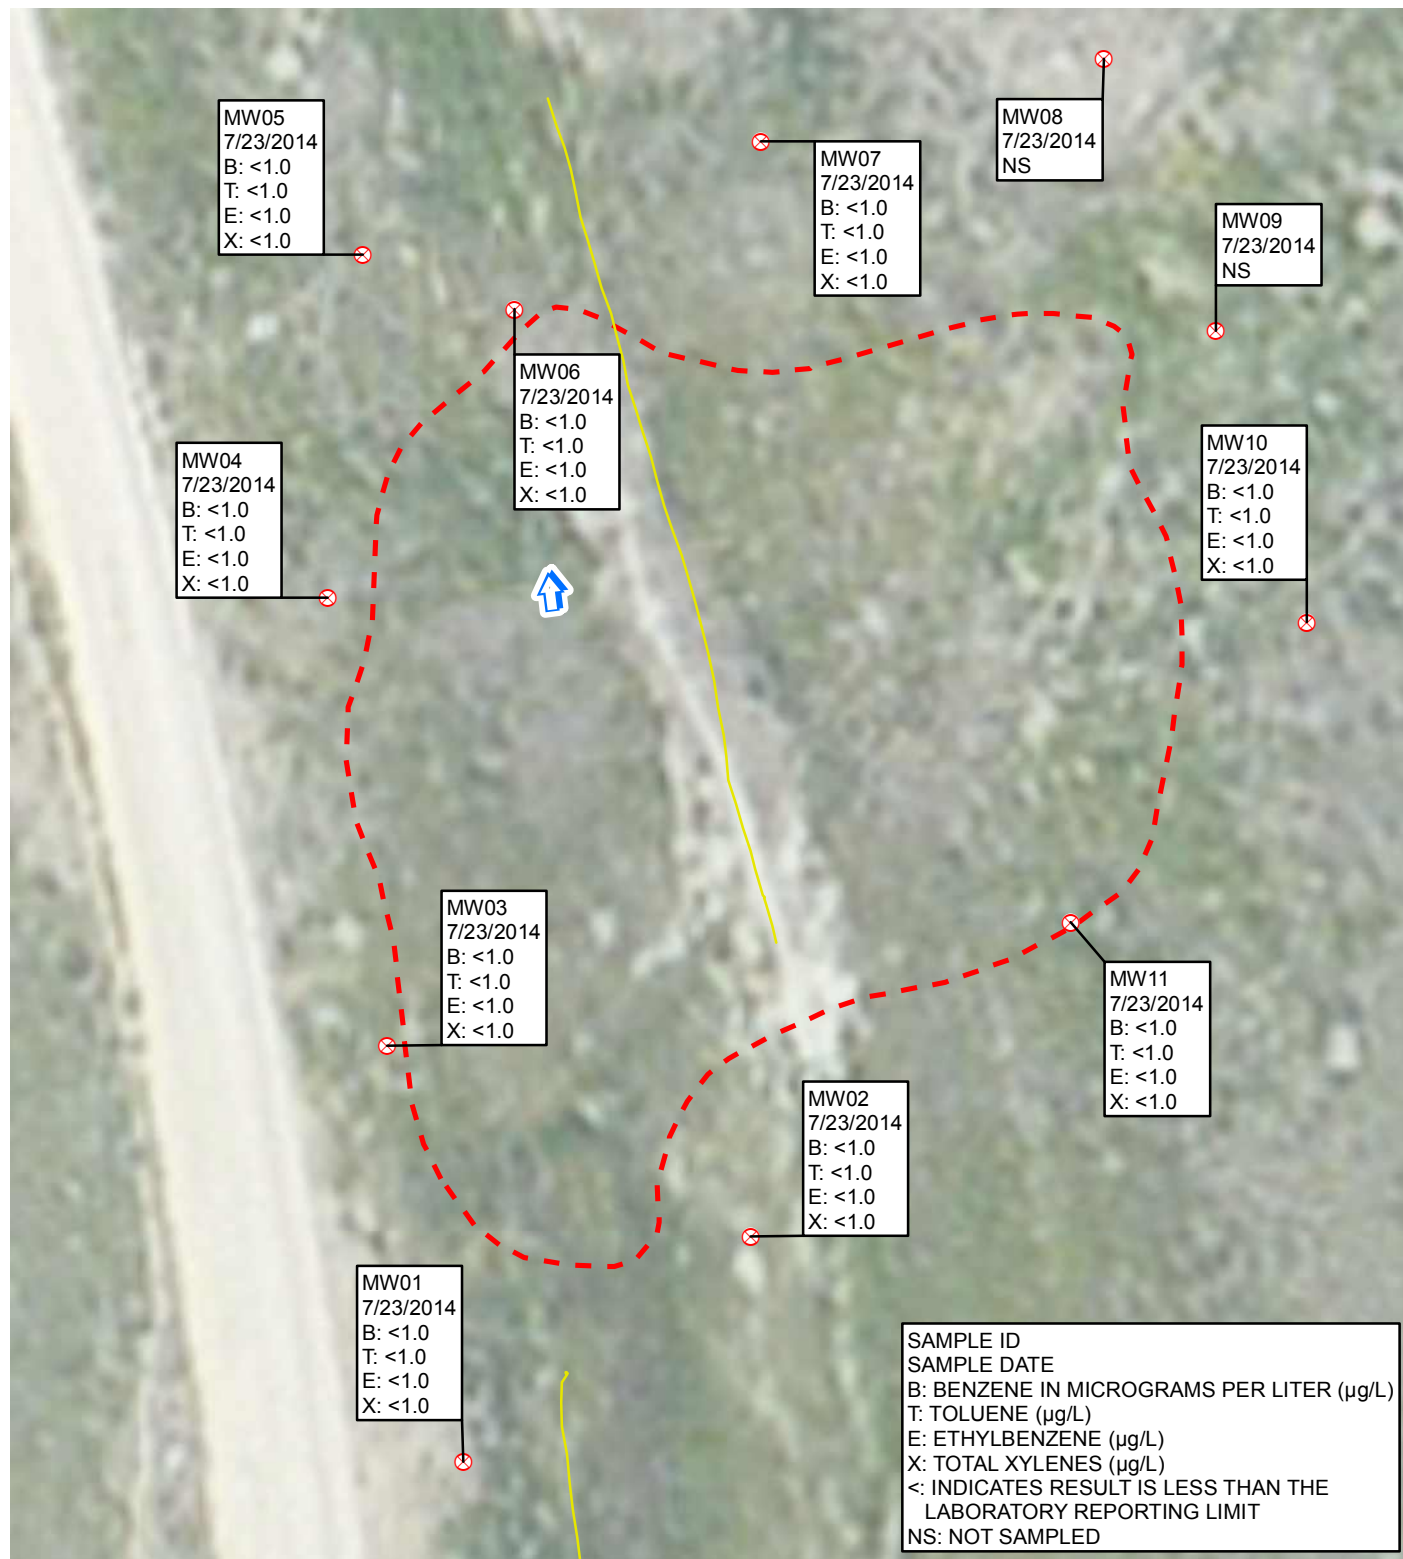 MW05
7/23/2014
B: <1.0
T: <1.0
E: <1.0
X: <1.0
MW07
7/23/2014
B: <1.0
T: <1.0
E: <1.0
X: <1.0
MW08
7/23/2014
NS
MW09
7/23/2014
NS
MW06
7/23/2014
B: <1.0
T: <1.0
E: <1.0
X: <1.0
MW04
7/23/2014
B: <1.0
T: <1.0
E: <1.0
X: <1.0
MW10
7/23/2014
B: <1.0
T: <1.0
E: <1.0
X: <1.0
MW03
7/23/2014
B: <1.0
T: <1.0
E: <1.0
X: <1.0
MW11
7/23/2014
B: <1.0
T: <1.0
E: <1.0
X: <1.0
MW02
7/23/2014
B: <1.0
T: <1.0
E: <1.0
X: <1.0
MW01
7/23/2014
B: <1.0
T: <1.0
E: <1.0
X: <1.0
SAMPLE ID
SAMPLE DATE
B: BENZENE IN MICROGRAMS PER LITER (µg/L)
T: TOLUENE (µg/L)
E: ETHYLBENZENE (µg/L)
X: TOTAL XYLENES (µg/L)
<: INDICATES RESULT IS LESS THAN THE
LABORATORY REPORTING LIMIT
NS: NOT SAMPLED